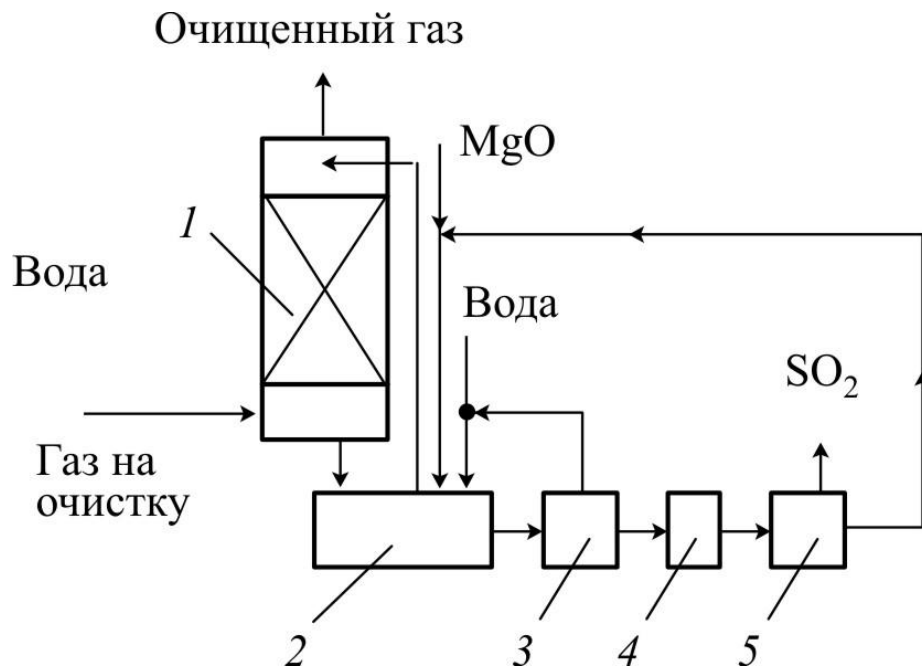 Очищенный газ
MgO
1
Вода
Вода
SO₂
Газ на
очистку
2
3
4
5